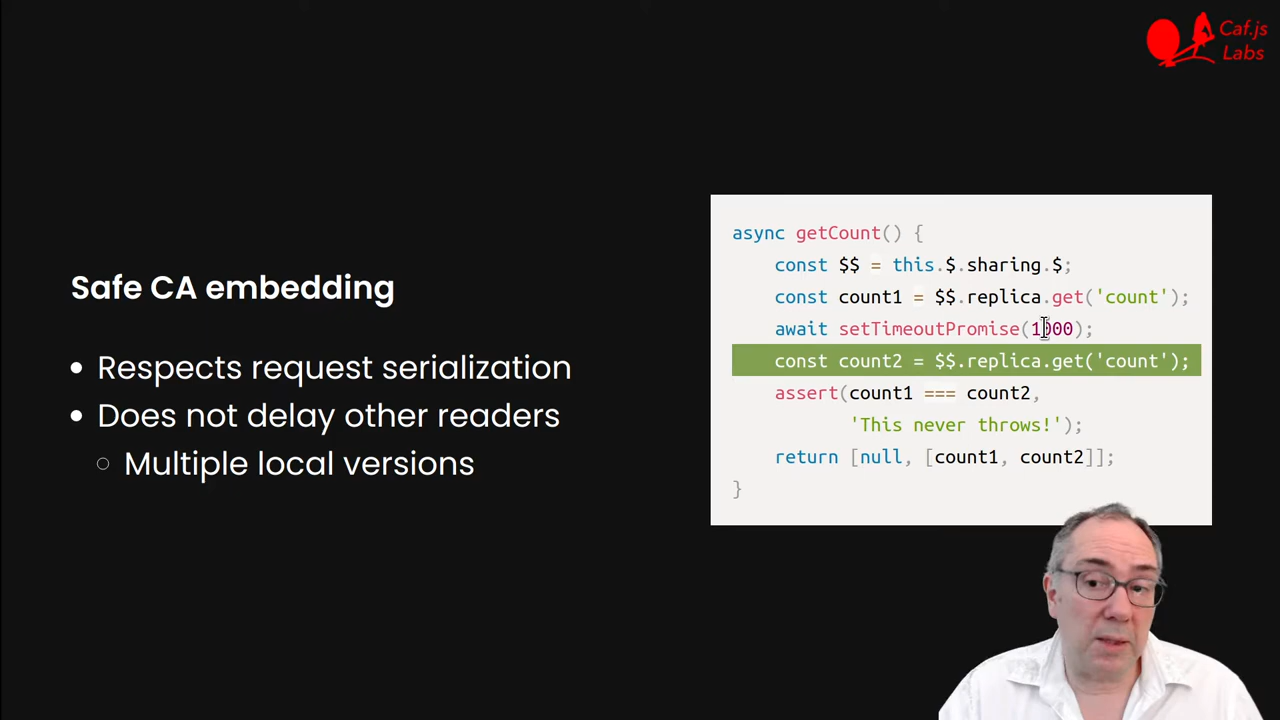 Caf.js
Labs
Safe CA embedding
Respects request serialization
Does not delay other readers
Multiple local versions
async getCount() {
const $$ = this.$.sharing.$;
const count1 = $$.replica.get('count');
await setTimeoutPromise(1000);
const count2 = $$.replica.get('count');
assert(count1 === count2,
'This never throws!');
return [null, [count1, count2]];
}